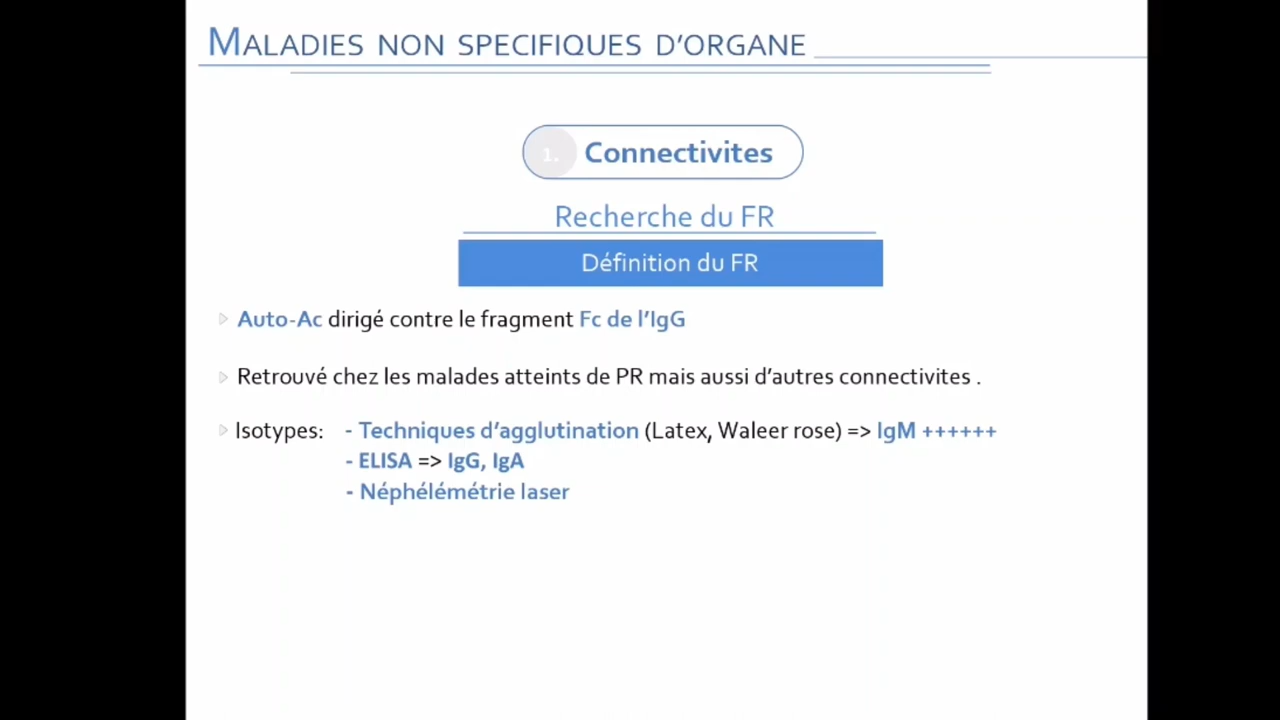 MALADIES NON SPECIFIQUES D'ORGANE
1. Connectivites
Recherche du FR
Définition du FR
Auto-Ac dirigé contre le fragment Fc de l'IgG
Retrouvé chez les malades atteints de PR mais aussi d'autres connectivites .
Isotypes: - Techniques d'agglutination (Latex, Waleer rose) => IgM ++++++
- ELISA => IgG, IgA
- Néphélémétrie laser